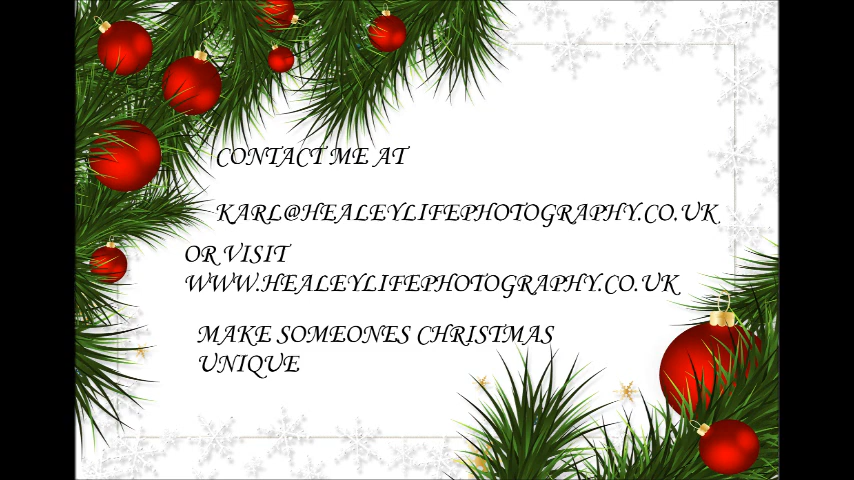 CONTACT ME AT
KARL@HEALEYLIFEPHOTOGRAPHY.CO.UK
OR VISIT
WWW.HEALEYLIFEPHOTOGRAPHY.CO.UK
MAKE SOMEONES CHRISTMAS
UNIQUE